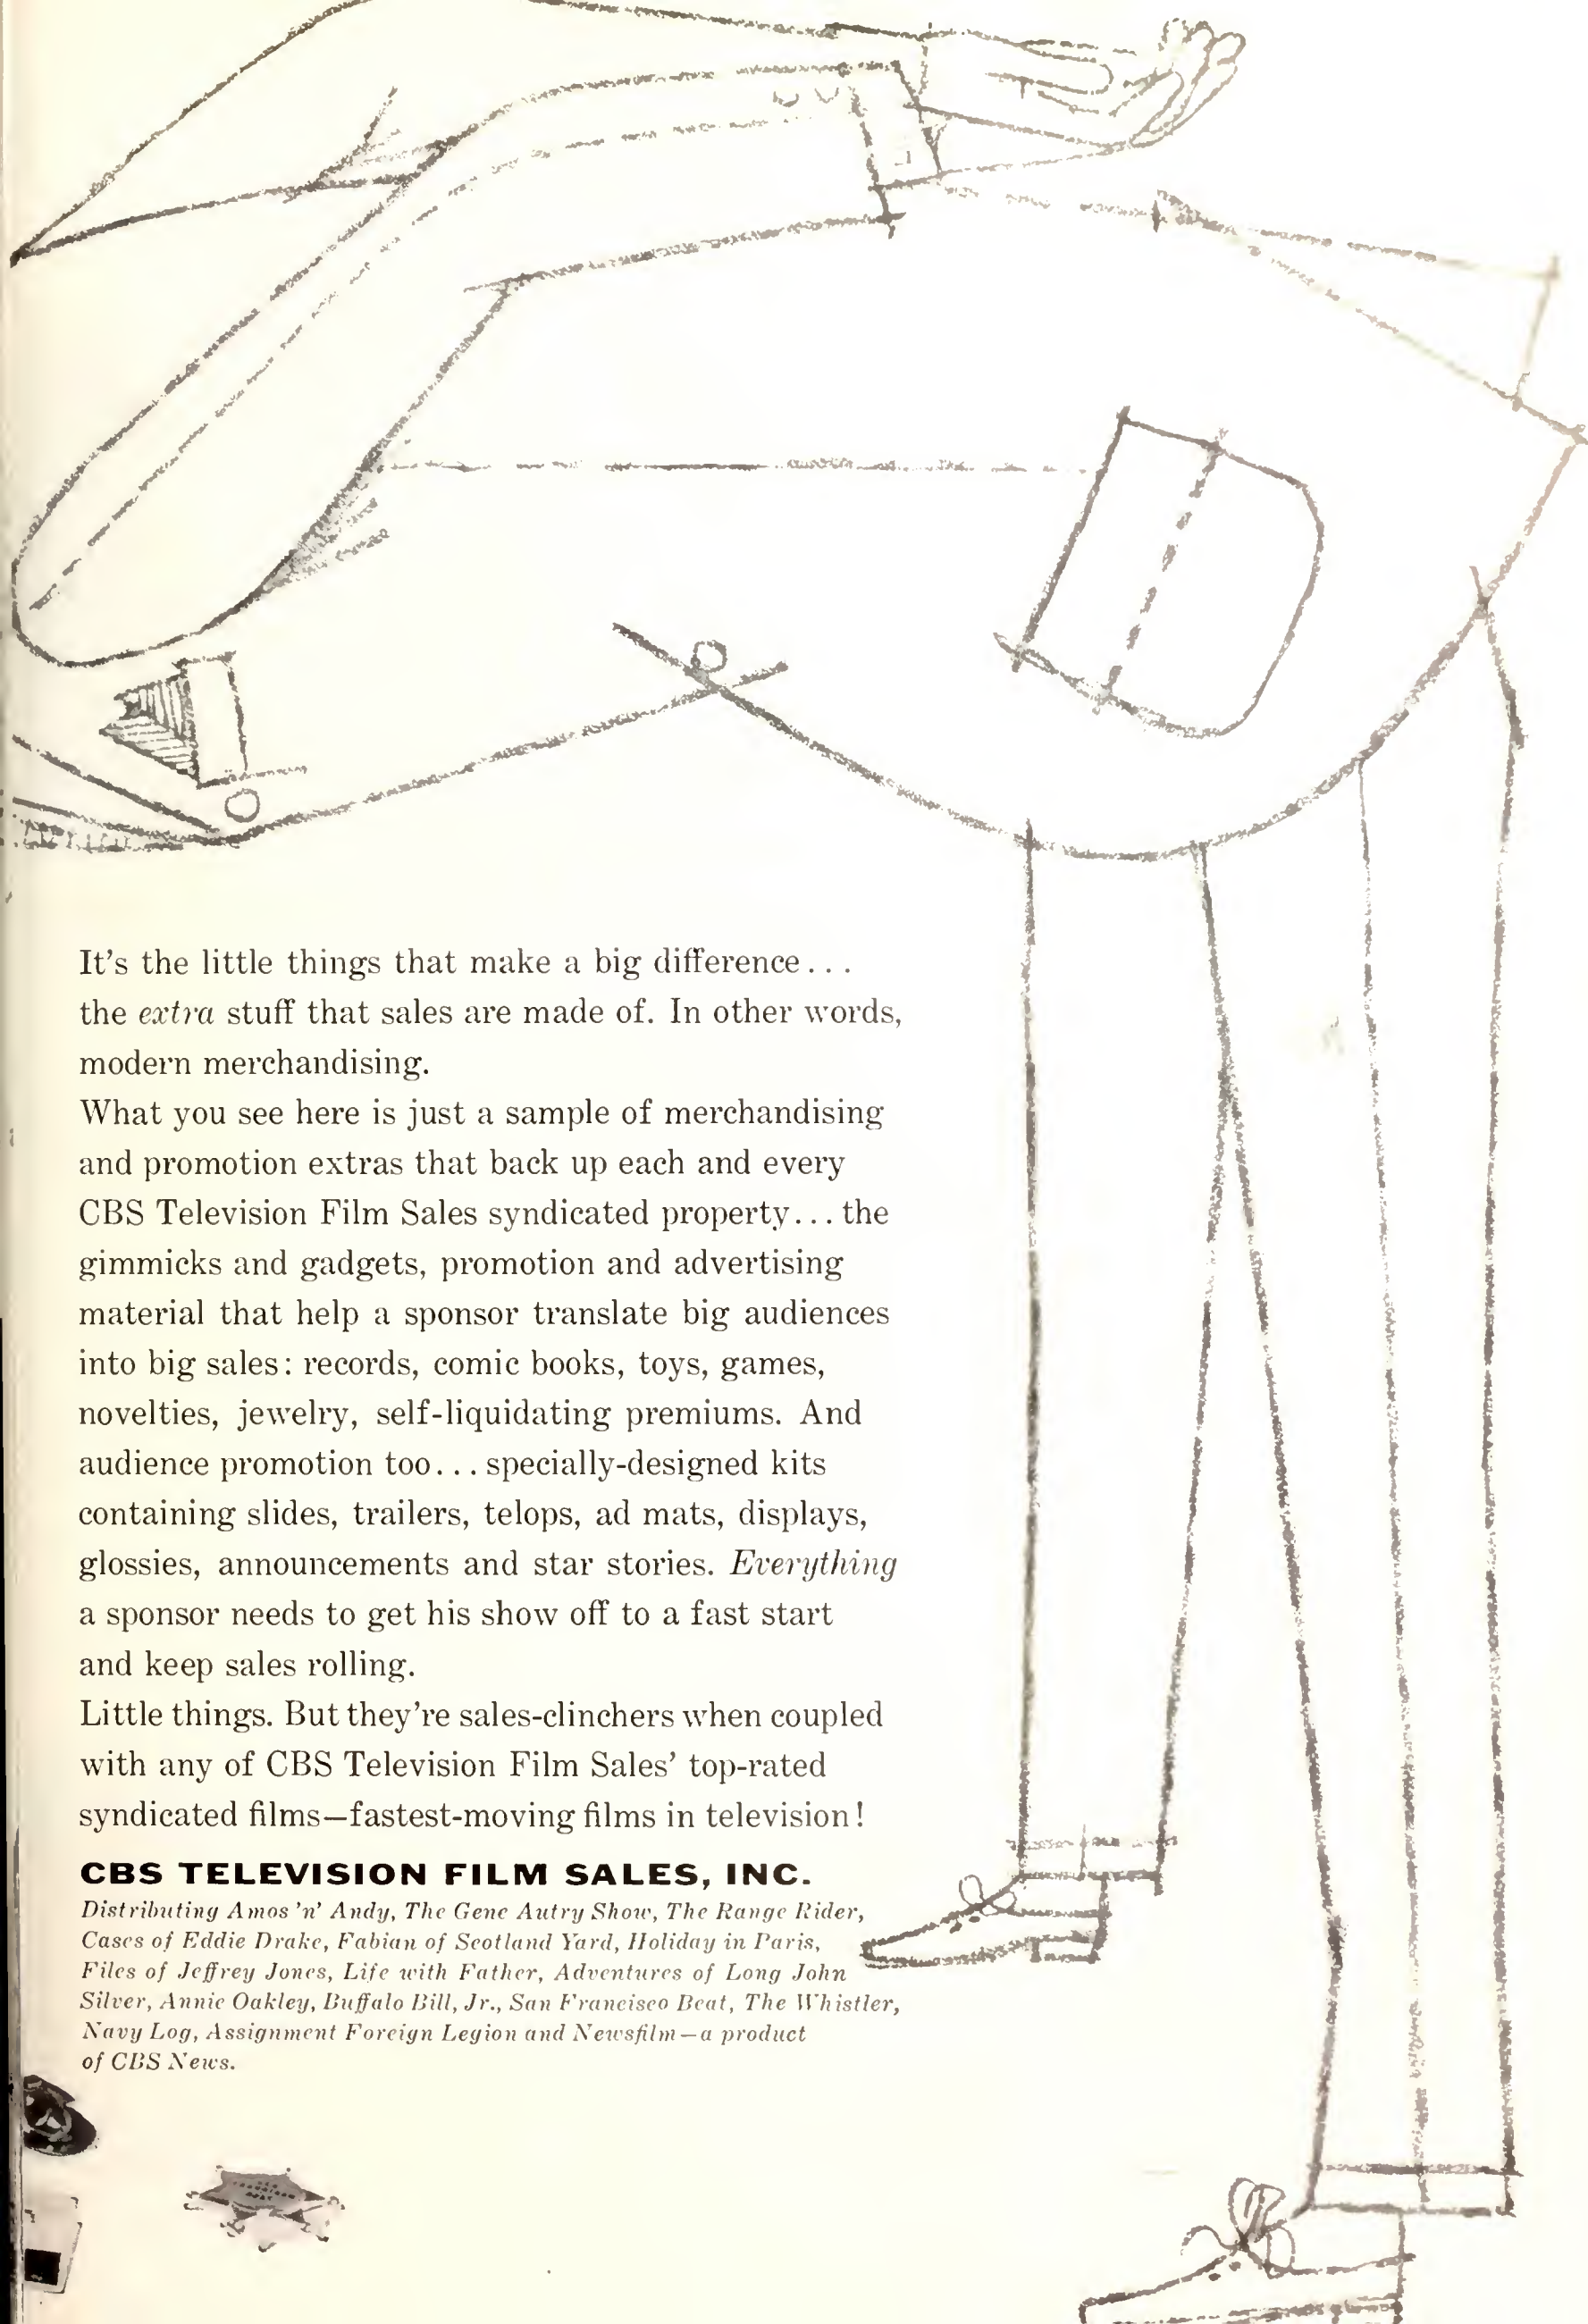 It's the little things that make a big difference...
the extra stuff that sales are made of. In other words,
modern merchandising.
What you see here is just a sample of merchandising
and promotion extras that back up each and every
CBS Television Film Sales syndicated property... the
gimmicks and gadgets, promotion and advertising
material that help a sponsor translate big audiences
into big sales: records, comic books, toys, games,
novelties, jewelry, self-liquidating premiums. And
audience promotion too... specially-designed kits
containing slides, trailers, telops, ad mats, displays,
glossies, announcements and star stories. Everything
a sponsor needs to get his show off to a fast start
and keep sales rolling.
Little things. But they're sales-clinchers when coupled
with any of CBS Television Film Sales' top-rated
syndicated films—fastest-moving films in television!
CBS TELEVISION FILM SALES, INC.
Distributing Amos 'n' Andy, The Gene Autry Show, The Range Rider,
Cases of Eddie Drake, Fabian of Scotland Yard, Holiday in Paris,
Files of Jeffrey Jones, Life with Father, Adventures of Long John
Silver, Annie Oakley, Buffalo Bill, Jr., San Francisco Beat, The Whistler,
Navy Log, Assignment Foreign Legion and Newsfilm—a product
of CBS News.